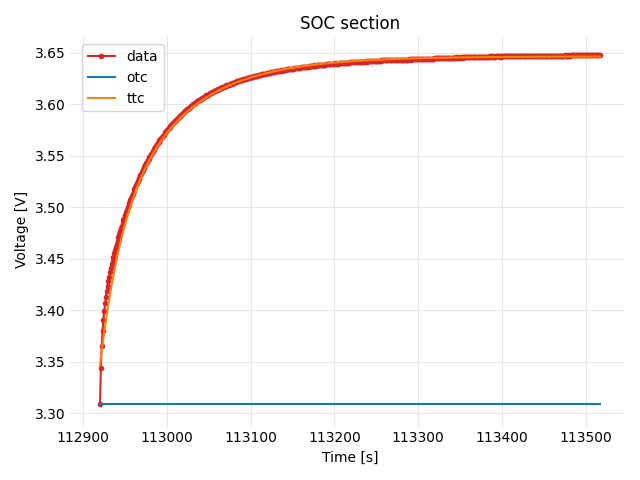 SOC section
data
otc
ttc
Voltage [V]
3.65
3.60
3.55
3.50
3.45
3.40
3.35
3.30
112900 113000 113100 113200 113300 113400 113500
Time [s]